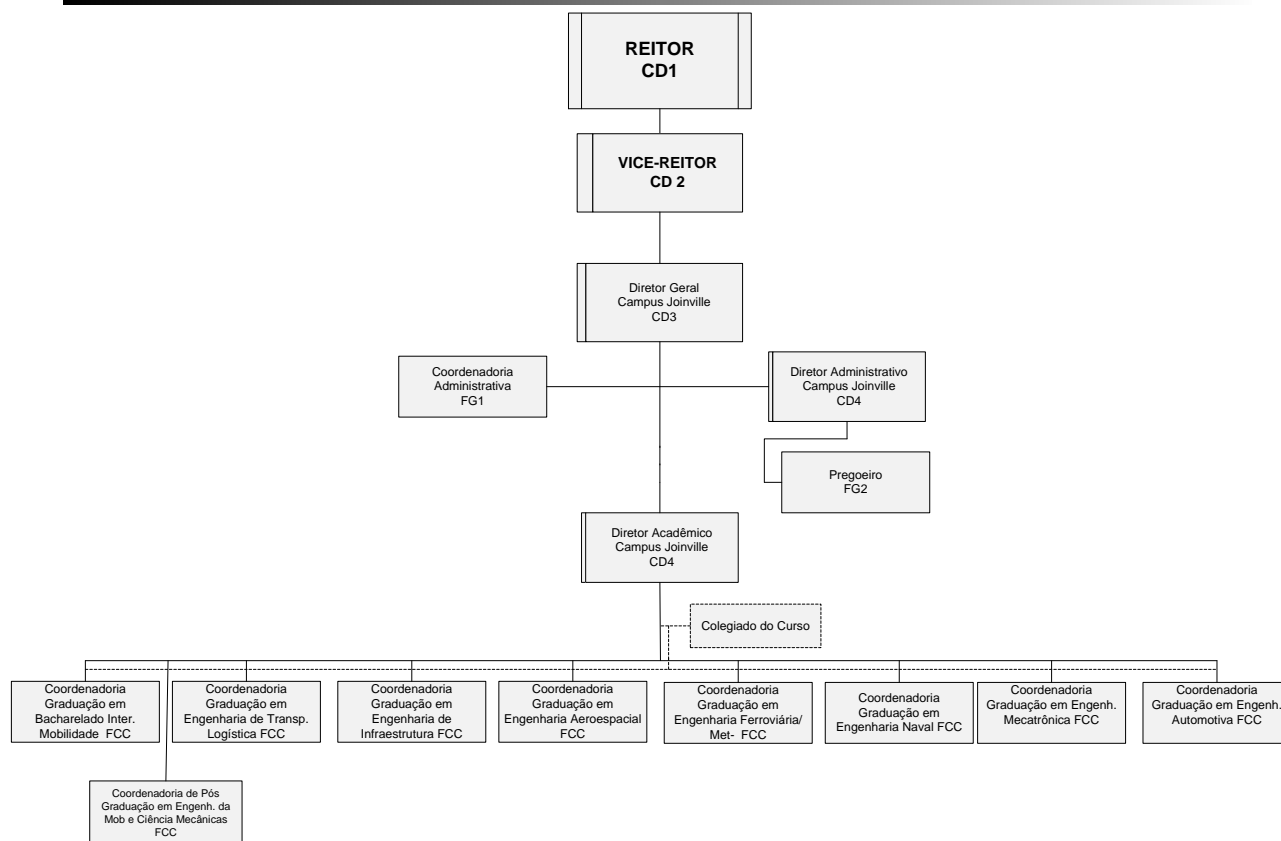 REITOR
CD1
VICE-REITOR
CD 2
Diretor Geral
Campus Joinville
CD3
Coordenadoria
Administrativa
FG1
Diretor Administrativo
Campus Joinville
CD4
Pregoeiro
FG2
Diretor Acadêmico
Campus Joinville
CD4
Colegiado do Curso
Coordenadoria
Graduação em
Bacharelado Inter.
Mobilidade FCC
Coordenadoria
Graduação em
Engenharia de Transp.
Logística FCC
Coordenadoria
Graduação em
Engenharia de
Infraestrutura FCC
Coordenadoria
Graduação em
Engenharia Aeroespacial
FCC
Coordenadoria
Graduação em
Engenharia Ferroviária/
Met- FCC
Coordenadoria
Graduação em
Engenharia Naval FCC
Coordenadoria
Graduação em Engenh.
Mecatrônica FCC
Coordenadoria
Graduação em Engenh.
Automotiva FCC
Coordenadoria de Pós
Graduação em Engenh. da
Mob e Ciência Mecânicas
FCC